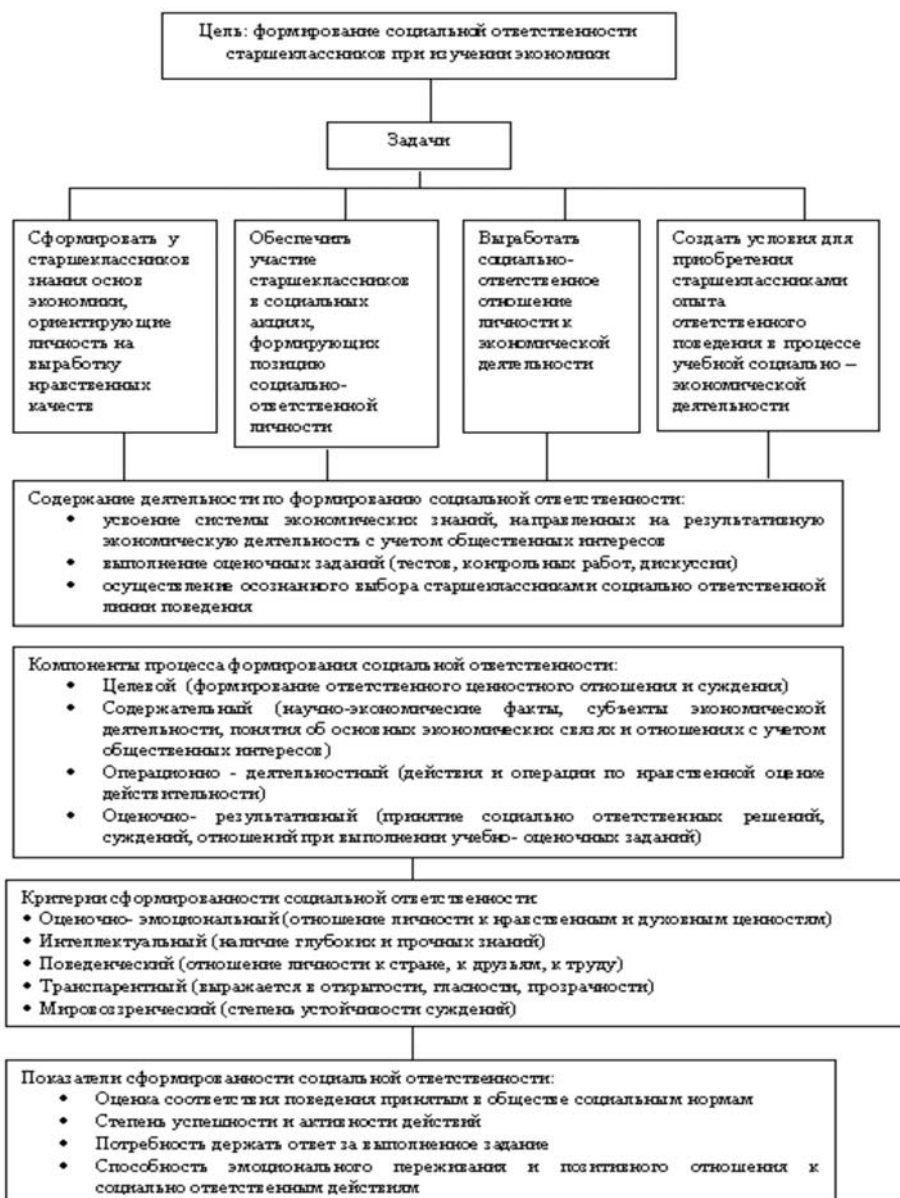 Цель: формирование социальной ответственности
старшеклассников при изучении экономики
Задачи
Сформировать у
старшеклассников
знания основ
экономики,
ориентирующие
личность на
выработку
нравственных
качеств
Обеспечить
участие
старшеклассников
в социальных
акциях,
формирующих
позицию
социально-
ответственной
личности
Выработать
социально-
ответственное
отношение
личности к
экономической
деятельности
Создать условия для
приобретения
старшеклассниками
опыта
ответственного
поведения в процессе
учебной социально –
экономической
деятельности
Содержание деятельности по формированию социальной ответственности:
• усвоение системы экономических знаний, направленных на результативную
экономическую деятельность с учетом общественных интересов
• выполнение оценочных заданий (тестов, контрольных работ, дискуссии)
• осуществление осознанного выбора старшеклассниками социально ответственной
линии поведения
Компоненты процесса формирования социальной ответственности:
• Целевой (формирование ответственного ценностного отношения и суждения)
• Содержательный (научно-экономические факты, субъекты экономической
деятельности, понятия об основных экономических связях и отношениях с учетом
общественных интересов)
• Операционно - деятельностный (действия и операции по нравственной оценке
действительности)
• Оценочно- результативный (принятие социально ответственных решений,
суждений, отношений при выполнении учебно- оценочных заданий)
Критерии сформированности социальной ответственности:
• Оценочно- эмоциональный (отношение личности к нравственным и духовным ценностям)
• Интеллектуальный (наличие глубоких и прочных знаний)
• Поведенческий (отношение личности к стране, к друзьям, к труду)
• Транспарентный (выражается в открытости, гласности, прозрачности)
• Мировоззренческий (степень устойчивости суждений)
Показатели сформированности социальной ответственности:
• Оценка соответствия поведения принятым в обществе социальным нормам
• Степень успешности и активности действий
• Потребность держать ответ за выполненное задание
• Способность эмоционального переживания и позитивного отношения к
социально ответственным действиям